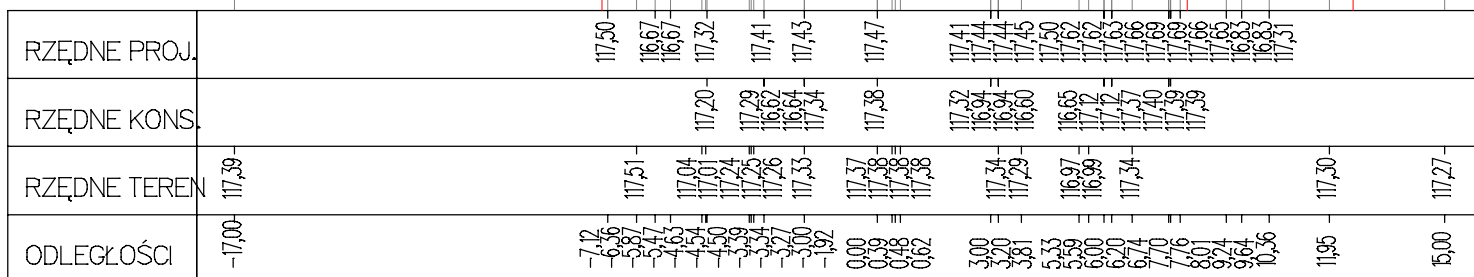 RZĘDNE PROJ. 117,50 116,67 116,67 117,32 117,41 117,43 117,47 117,41 117,44 117,44 117,45 117,50 117,62 117,62 117,63 117,66 117,69 117,69 117,66 117,65 116,83 116,83 117,31
RZĘDNE KONS. 117,20 117,29 116,62 116,64 117,34 117,38 117,32 116,94 116,94 116,60 116,65 117,12 117,12 117,37 117,40 117,39 117,39
RZĘDNE TEREN 117,39 117,51 117,04 117,01 117,24 117,25 117,26 117,33 117,37 117,38 117,38 117,38 117,34 117,29 116,97 116,99 117,34 117,30 117,27
ODLEGŁOŚCI -17,00 -7,12 -6,36 -5,87 -5,47 -4,63 -4,54 -4,50 -3,39 -3,34 -3,27 -3,00 -1,92 0,00 0,39 0,48 0,62 3,00 3,20 3,81 5,33 5,59 6,00 6,20 6,74 7,70 7,76 8,01 9,24 9,64 10,36 11,95 15,00